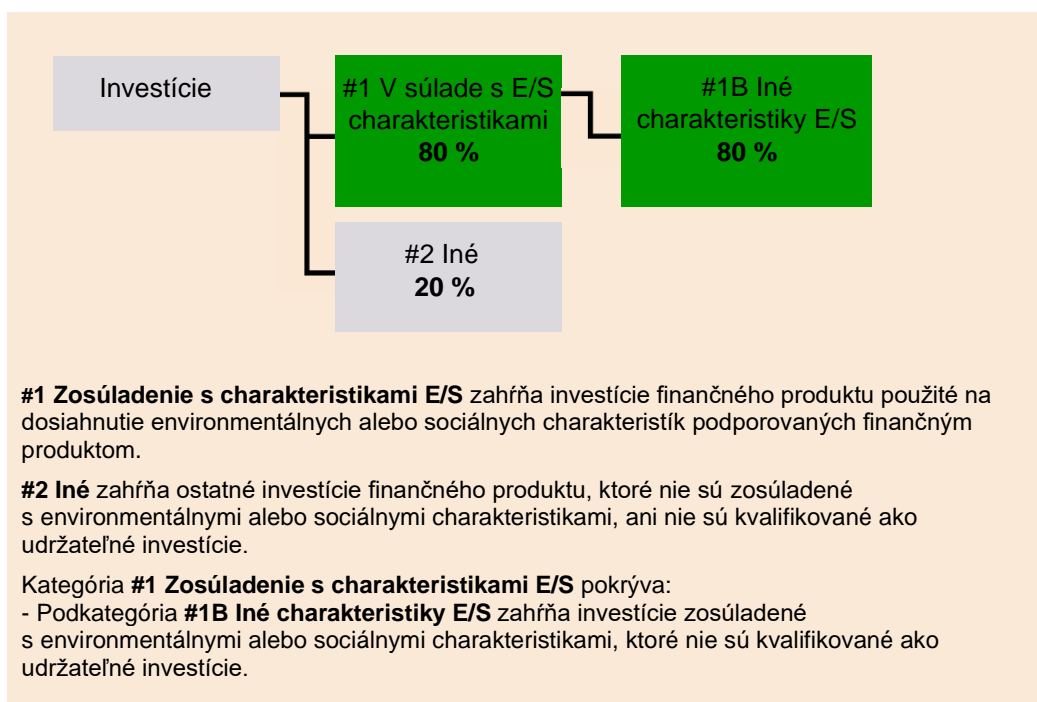 Investície
#1 V súlade s E/S
charakteristikami
80 %
#1B Iné
charakteristiky E/S
80 %
#2 Iné
20 %
#1 Zosúladenie s charakteristikami E/S zahŕňa investície finančného produktu použité na
dosiahnutie environmentálnych alebo sociálnych charakteristík podporovaných finančným
produktom.
#2 Iné zahŕňa ostatné investície finančného produktu, ktoré nie sú zosúladené
s environmentálnymi alebo sociálnymi charakteristikami, ani nie sú kvalifikované ako
udržateľné investície.
Kategória #1 Zosúladenie s charakteristikami E/S pokrýva:
- Podkategória #1B Iné charakteristiky E/S zahŕňa investície zosúladené
s environmentálnymi alebo sociálnymi charakteristikami, ktoré nie sú kvalifikované ako
udržateľné investície.